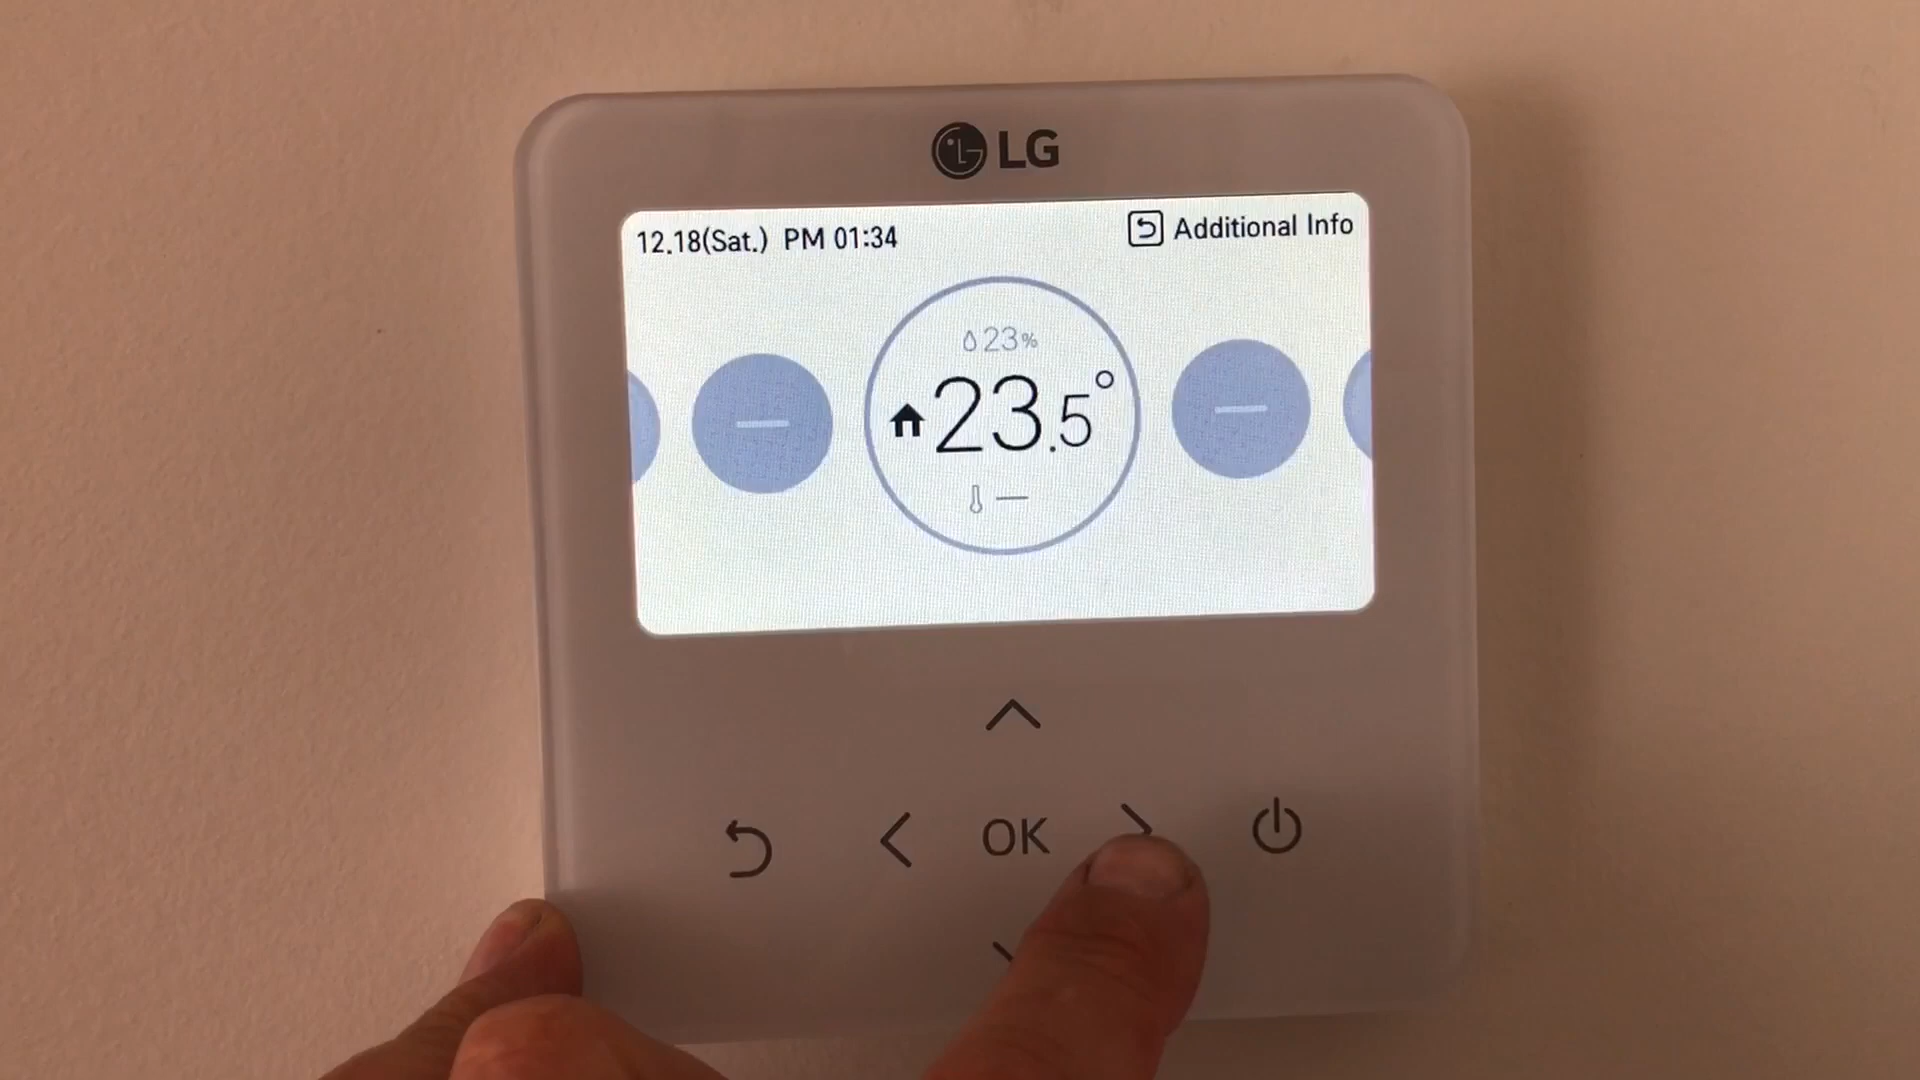 LG
12.18(Sat.) PM 01:34
Additional Info
23%
23.5°
OK